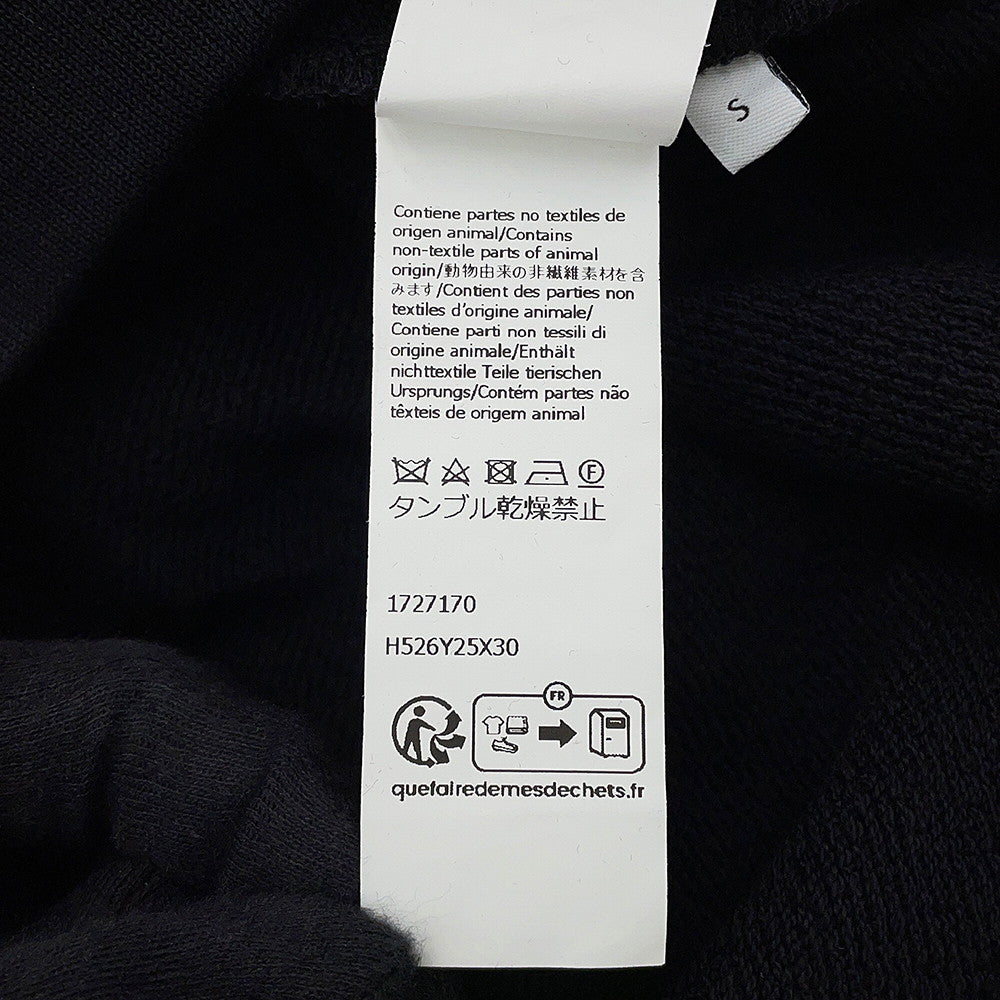 S
Contiene partes no textiles de
origen animal/Contains
non-textile parts of animal
origin/動物由来の非繊維素材を含
みます/Contient des parties non
textiles d'origine animale/
Contiene parti non tessili di
origine animale/Enthält
nichttextile Teile tierischen
Ursprungs/Contém partes não
têxteis de origem animal
F
タンブル乾燥禁止
1727170
H526Y25X30
FR
quefairedemesdechets.fr